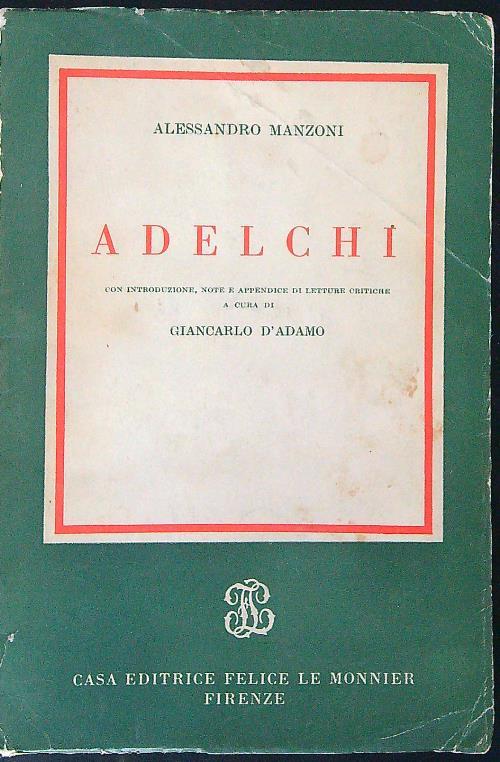 ALESSANDRO MANZONI
ADELCHI
CON INTRODUZIONE, NOTE E APPENDICE DI LETTURE CRITICHE
A CURA DI
GIANCARLO D'ADAMO
CASA EDITRICE FELICE LE MONNIER
FIRENZE